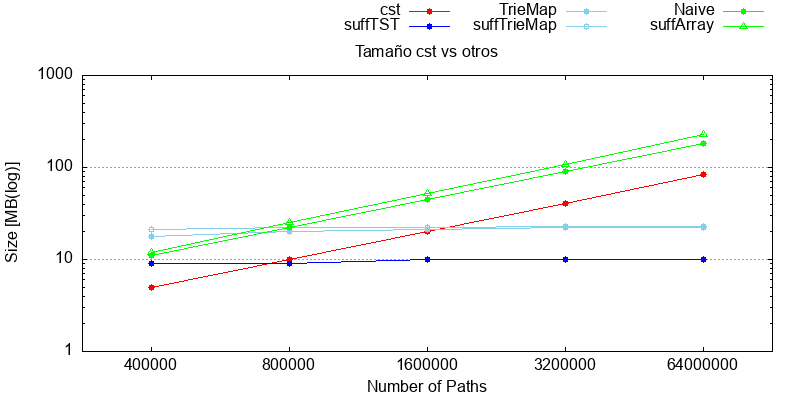 cst TrieMap Naive
suffTST suffTrieMap suffArray
Tamaño cst vs otros
1000
100
10
1
Size [MB(log)]
400000 800000 1600000 3200000 64000000
Number of Paths